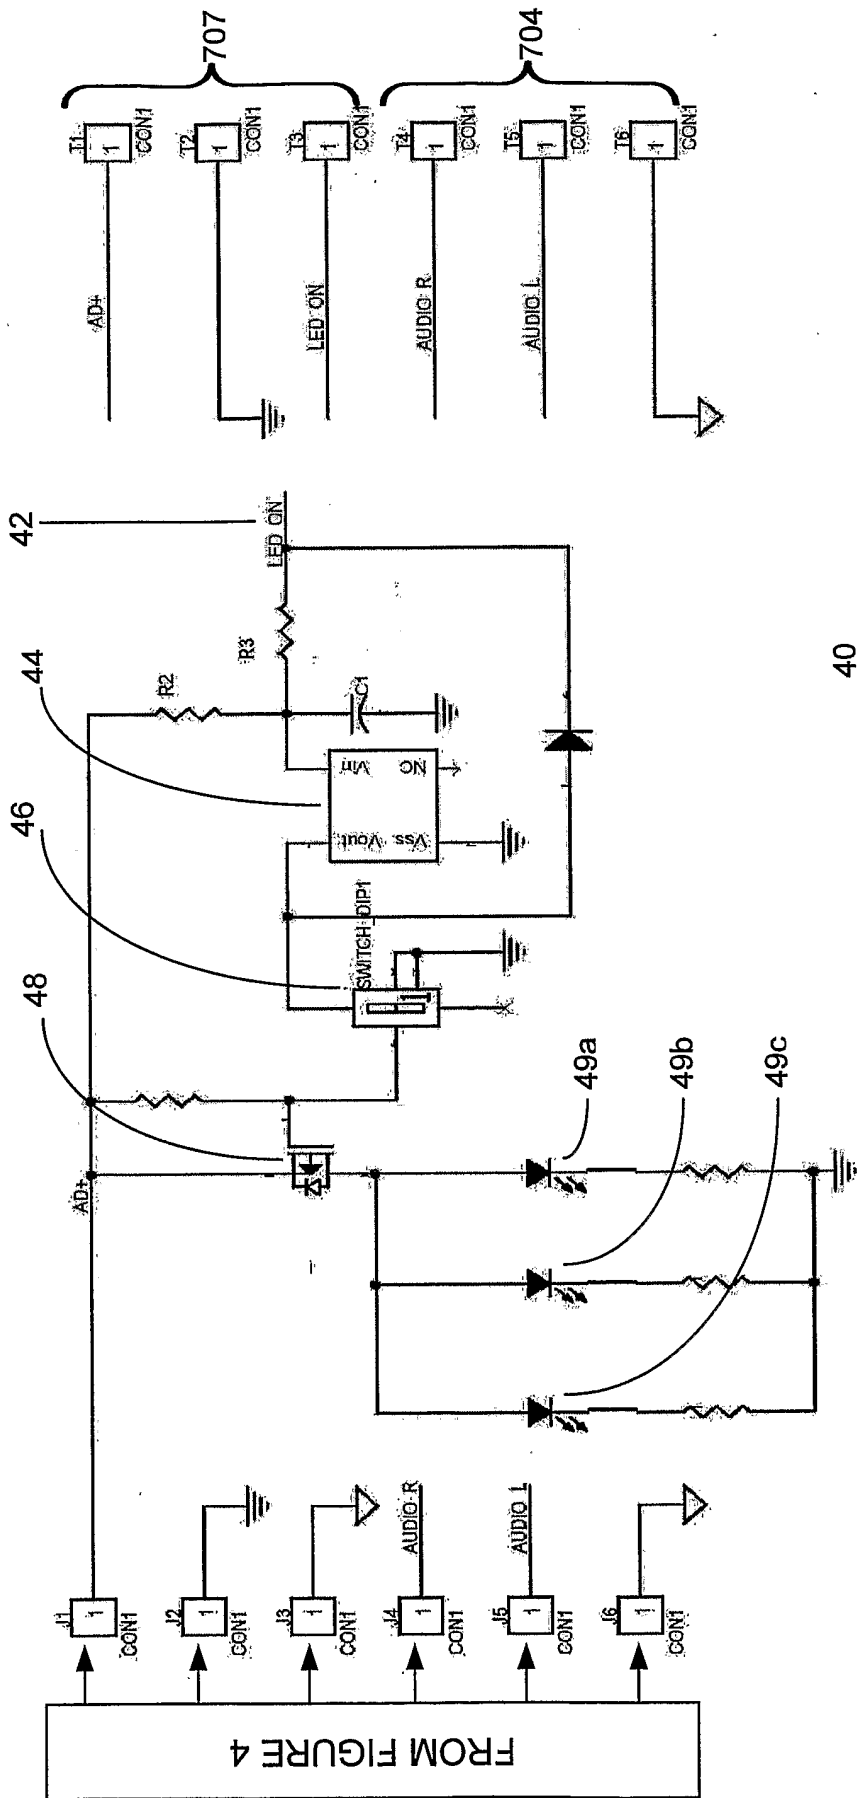 FROM FIGURE 4
J1
1
CON1
J2
1
CON1
J3
1
CON1
J4
1
CON1
AUDIO R
J5
1
CON1
AUDIO L
J6
1
CON1
AD+
48
46
44
42
SWITCH_DIP1
1
Vout
Vss
Vin
NC
R2
R3
C1
LED ON
49a
49b
49c
40
AD+
T1
1
CON1
T2
1
CON1
LED ON
T3
1
CON1
707
AUDIO R
T4
1
CON1
AUDIO L
T5
1
CON1
T6
1
CON1
704